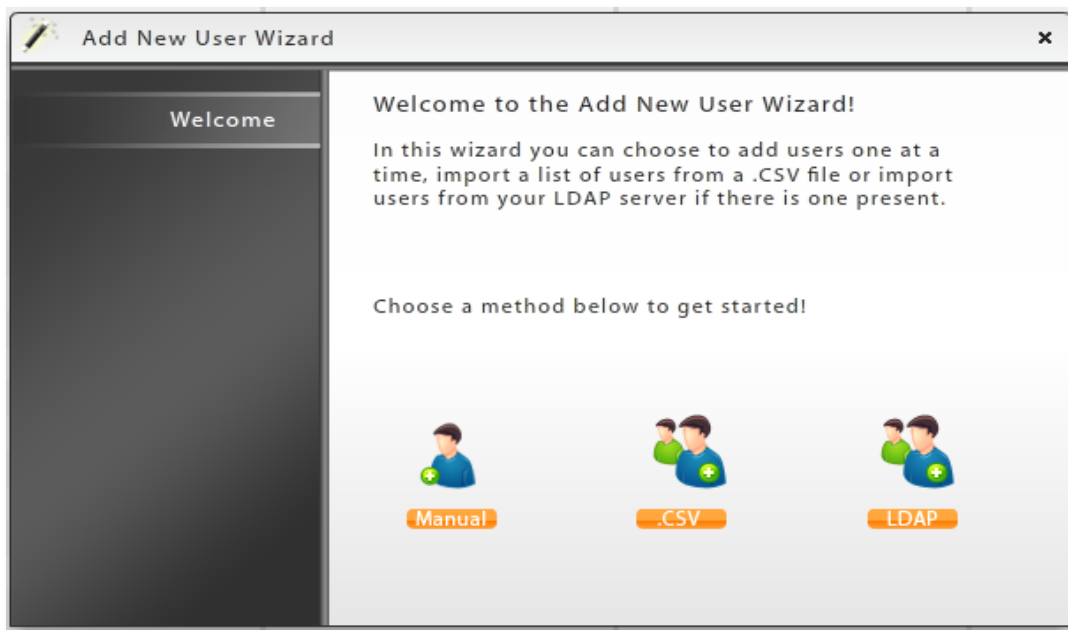 Add New User Wizard
Welcome
Welcome to the Add New User Wizard!
In this wizard you can choose to add users one at a
time, import a list of users from a .CSV file or import
users from your LDAP server if there is one present.
Choose a method below to get started!
Manual
.CSV
LDAP